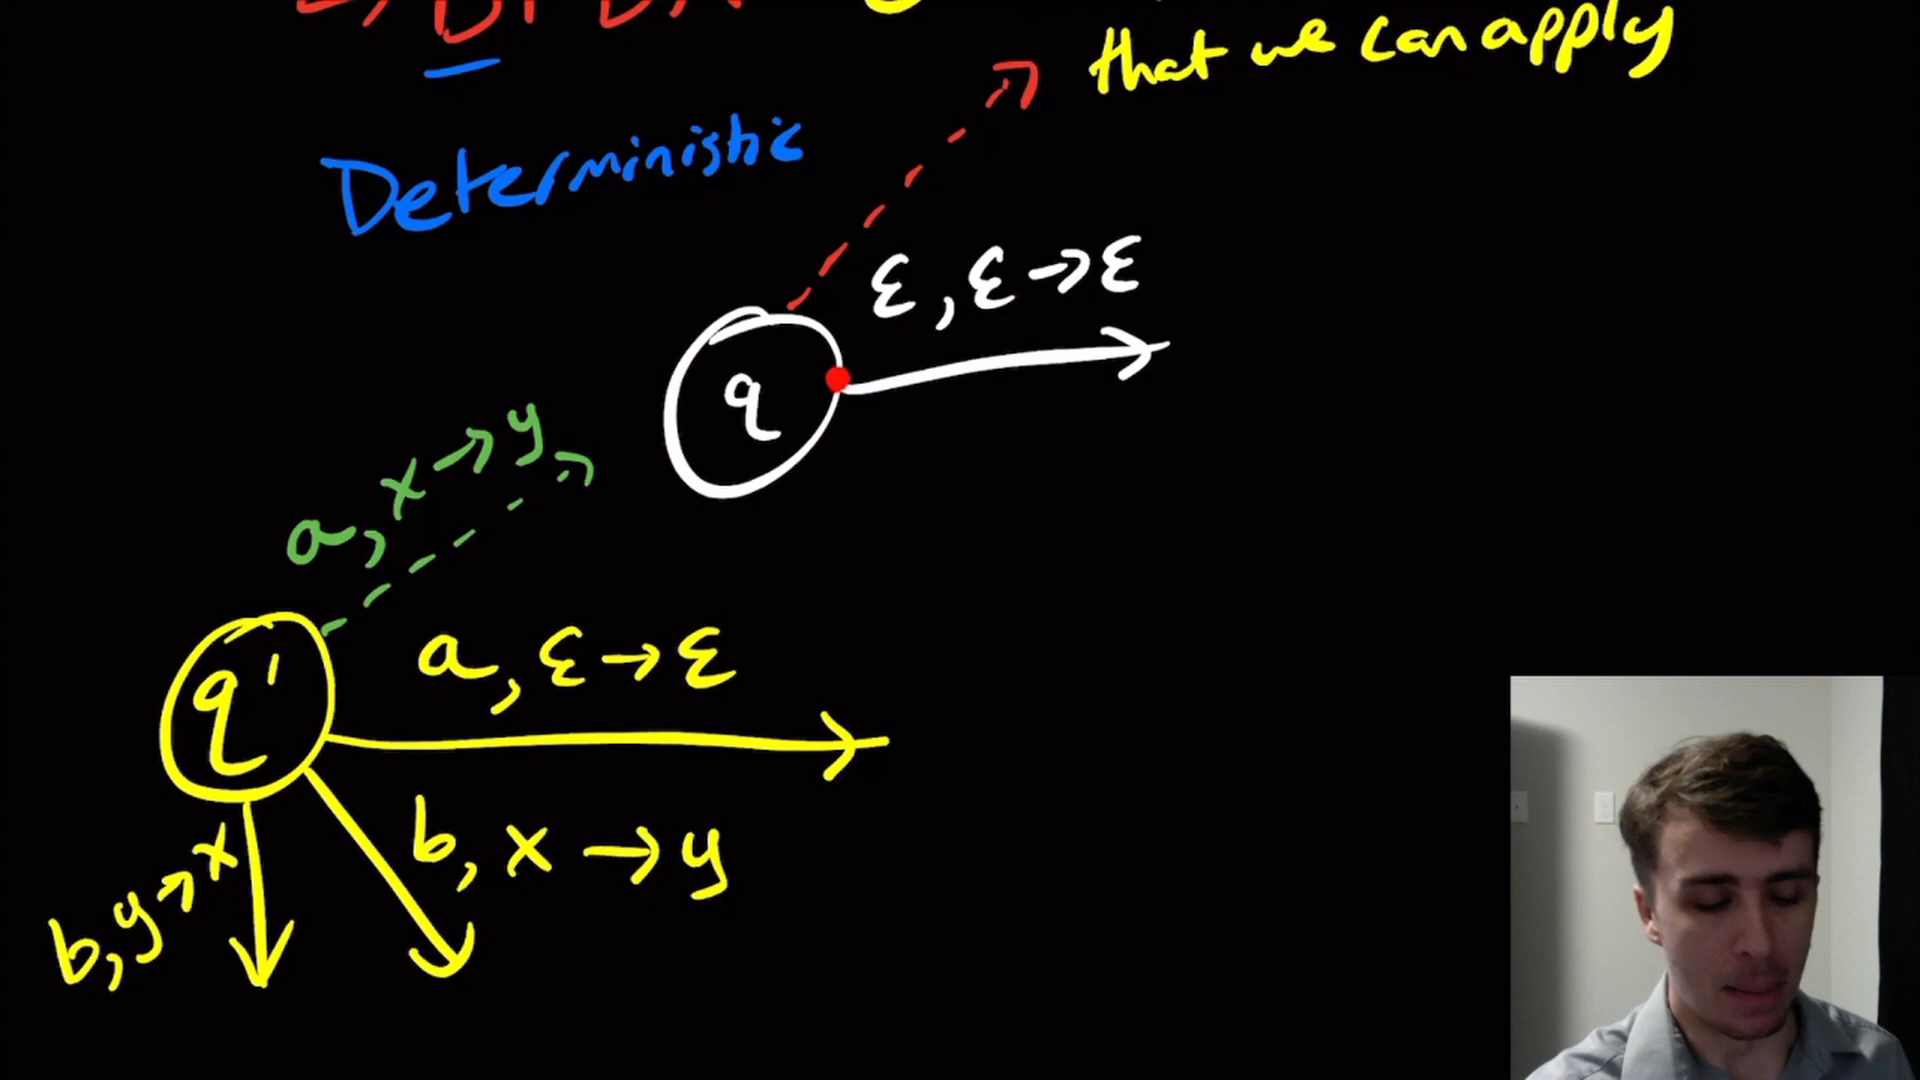 that we can apply
Deterministic
ε, ε → ε
q
a, x → y
q'
a, ε → ε
b, x → y
b, y → x